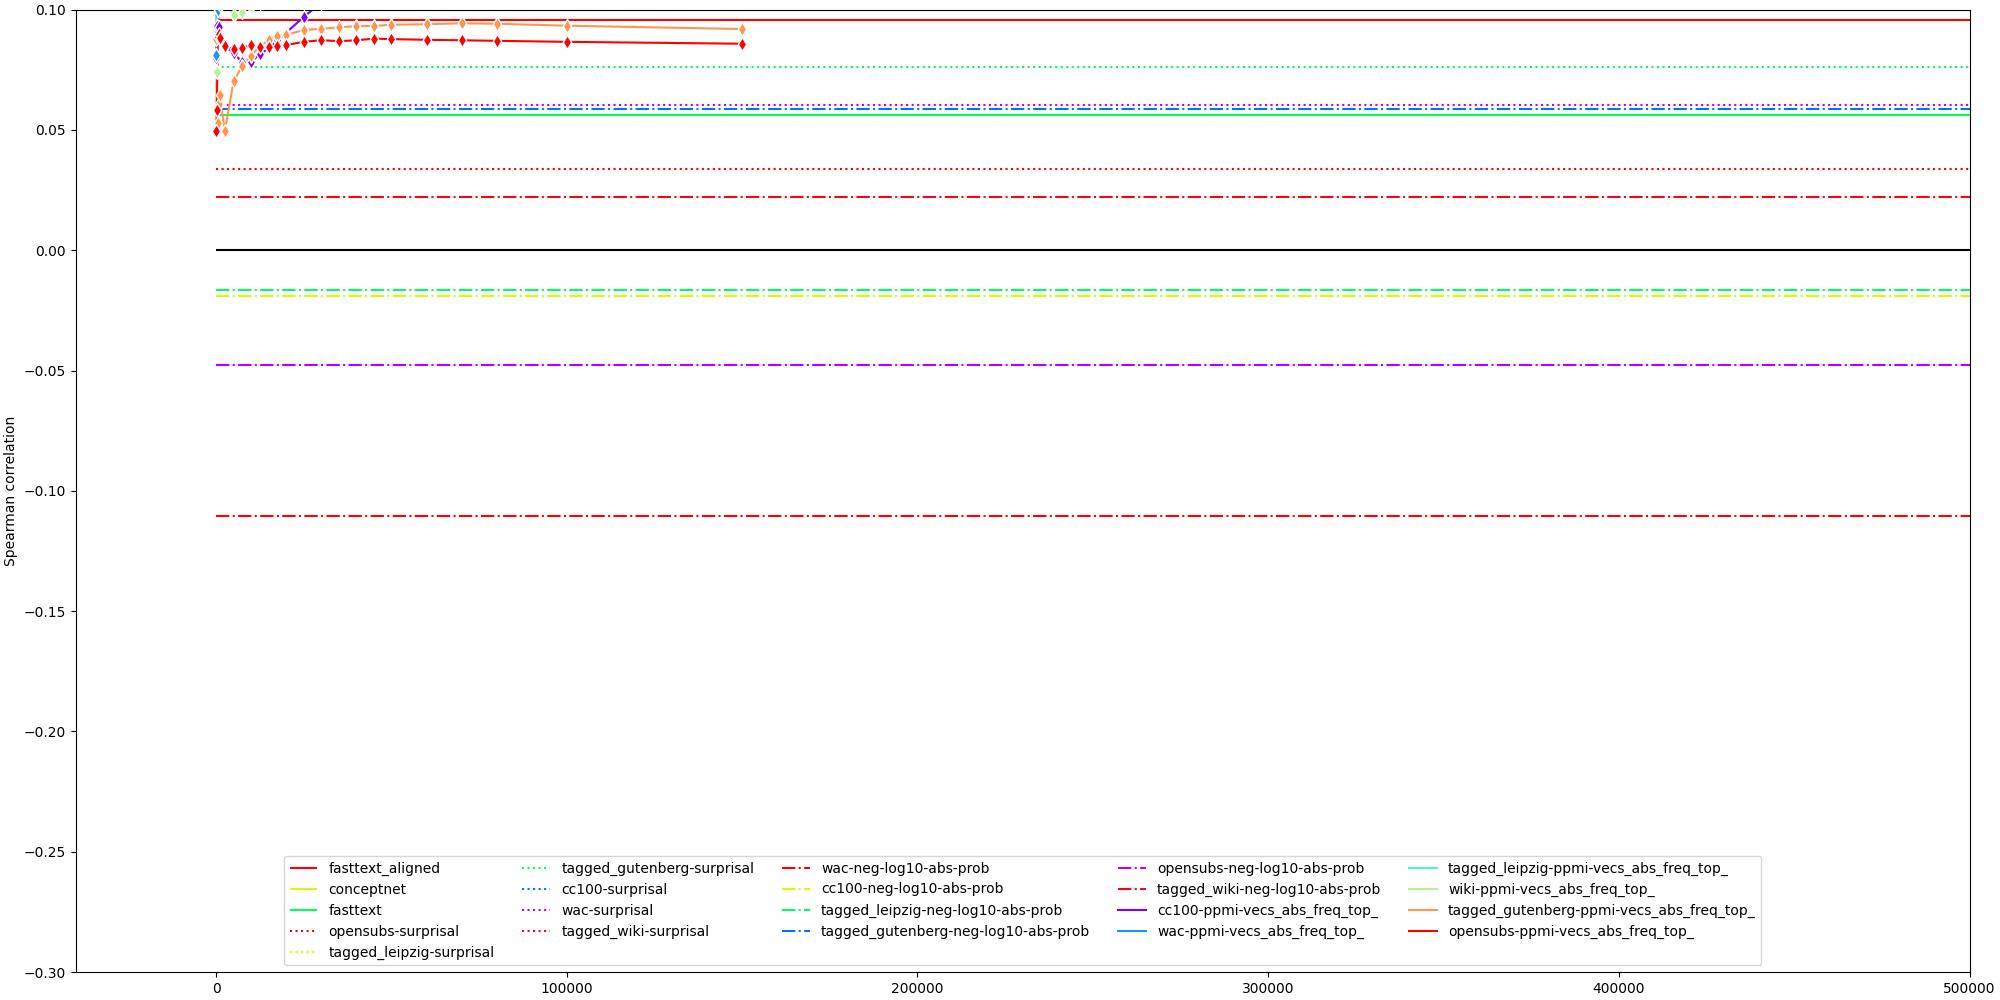 0.10
0.05
0.00
−0.05
−0.10
−0.15
−0.20
−0.25
−0.30
Spearman correlation
0
100000
200000
300000
400000
500000
fasttext_aligned
conceptnet
fasttext
opensubs-surprisal
tagged_leipzig-surprisal
tagged_gutenberg-surprisal
cc100-surprisal
wac-surprisal
tagged_wiki-surprisal
wac-neg-log10-abs-prob
cc100-neg-log10-abs-prob
tagged_leipzig-neg-log10-abs-prob
tagged_gutenberg-neg-log10-abs-prob
opensubs-neg-log10-abs-prob
tagged_wiki-neg-log10-abs-prob
cc100-ppmi-vecs_abs_freq_top_
wac-ppmi-vecs_abs_freq_top_
tagged_leipzig-ppmi-vecs_abs_freq_top_
wiki-ppmi-vecs_abs_freq_top_
tagged_gutenberg-ppmi-vecs_abs_freq_top_
opensubs-ppmi-vecs_abs_freq_top_